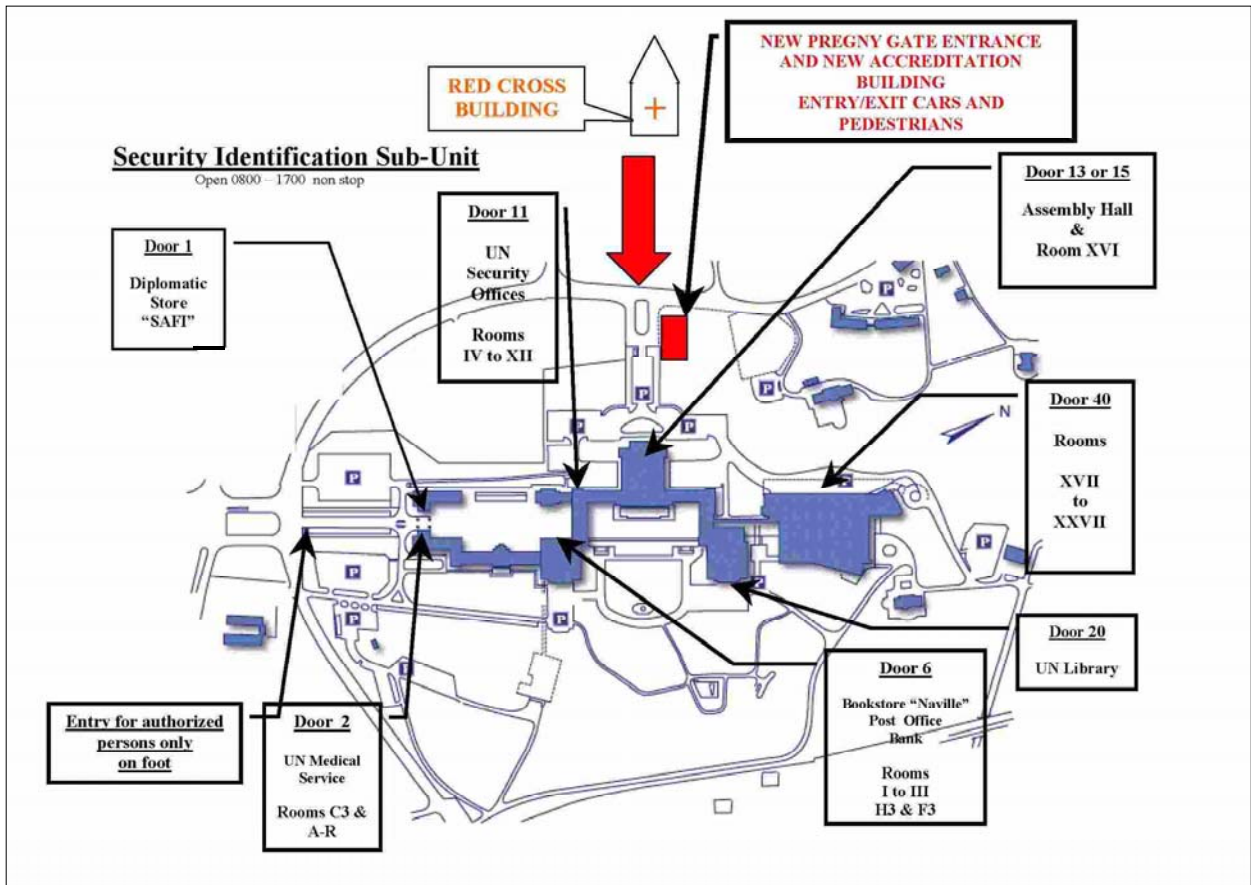 NEW PREGNY GATE ENTRANCE
AND NEW ACCREDITATION
BUILDING
ENTRY/EXIT CARS AND
PEDESTRIANS
RED CROSS
BUILDING
Security Identification Sub-Unit
Open 0800 – 1700 non stop
Door 1
Diplomatic
Store
“SAFI”
Door 11
UN
Security
Offices
Rooms
IV to XII
Door 13 or 15
Assembly Hall
&
Room XVI
Door 40
Rooms
XVII
to
XXVII
N
P
P
P
P
P
P
P
P
P
P
P
P
P
P
Door 20
UN Library
Door 6
Bookstore “Naville”
Post Office
Bank
Rooms
I to III
H3 & F3
Entry for authorized
persons only
on foot
Door 2
UN Medical
Service
Rooms C3 &
A-R